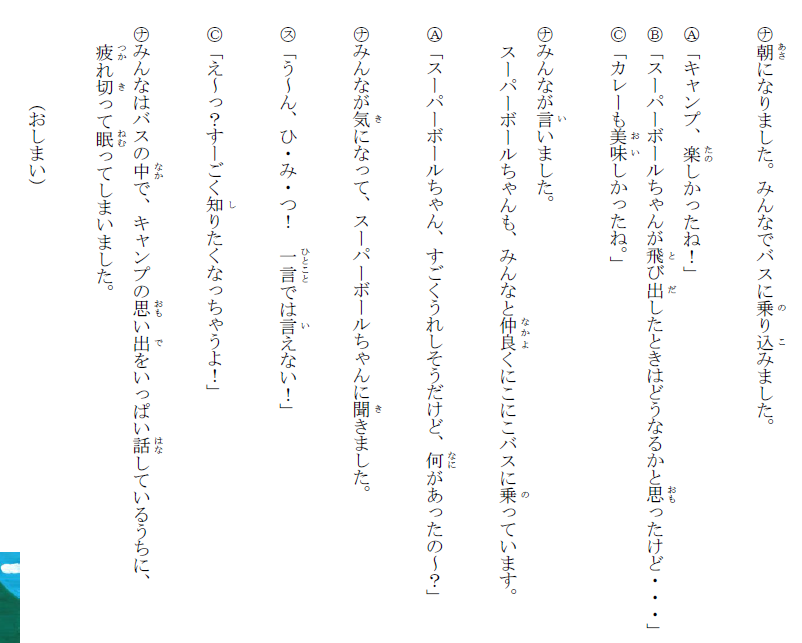 ㋤朝になりました。みんなでバスに乗り込みました。
Ⓐ「キャンプ、楽しかったね！」
Ⓑ「スーパーボールちゃんが飛び出したときはどうなるかと思ったけど・・・」
Ⓒ「カレーも美味しかったね。」
㋤みんなが言いました。
スーパーボールちゃんも、みんなと仲良くにこにこバスに乗っています。
Ⓐ「スーパーボールちゃん、すごくうれしそうだけど、何があったの～？」
㋤みんなが気になって、スーパーボールちゃんに聞きました。
㋜「う～ん、ひ・み・つ！　一言では言えない！」
Ⓒ「え～っ？すーごく知りたくなっちゃうよ！」
㋤みんなはバスの中で、キャンプの思い出をいっぱい話しているうちに、
疲れ切って眠ってしまいました。
（おしまい）